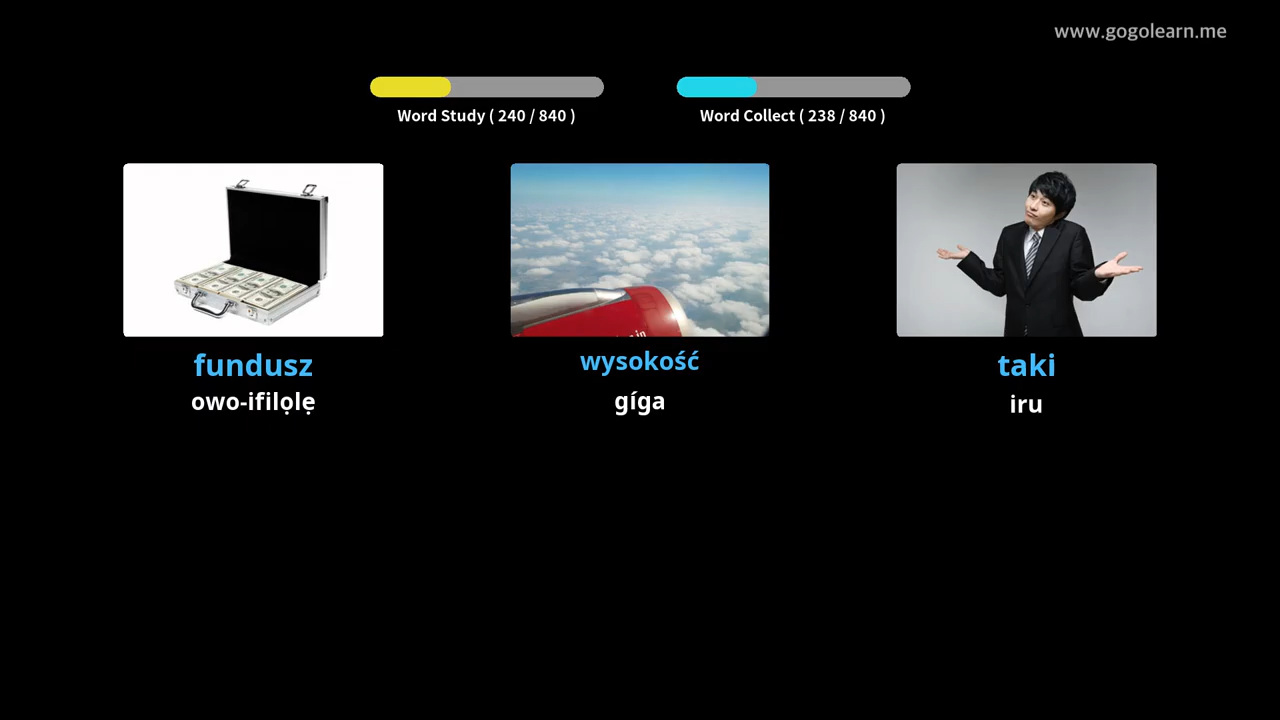 www.gogolearn.me
Word Study ( 240 / 840 )
Word Collect ( 238 / 840 )
fundusz
owo-ifilọlẹ
wysokość
gíga
taki
iru